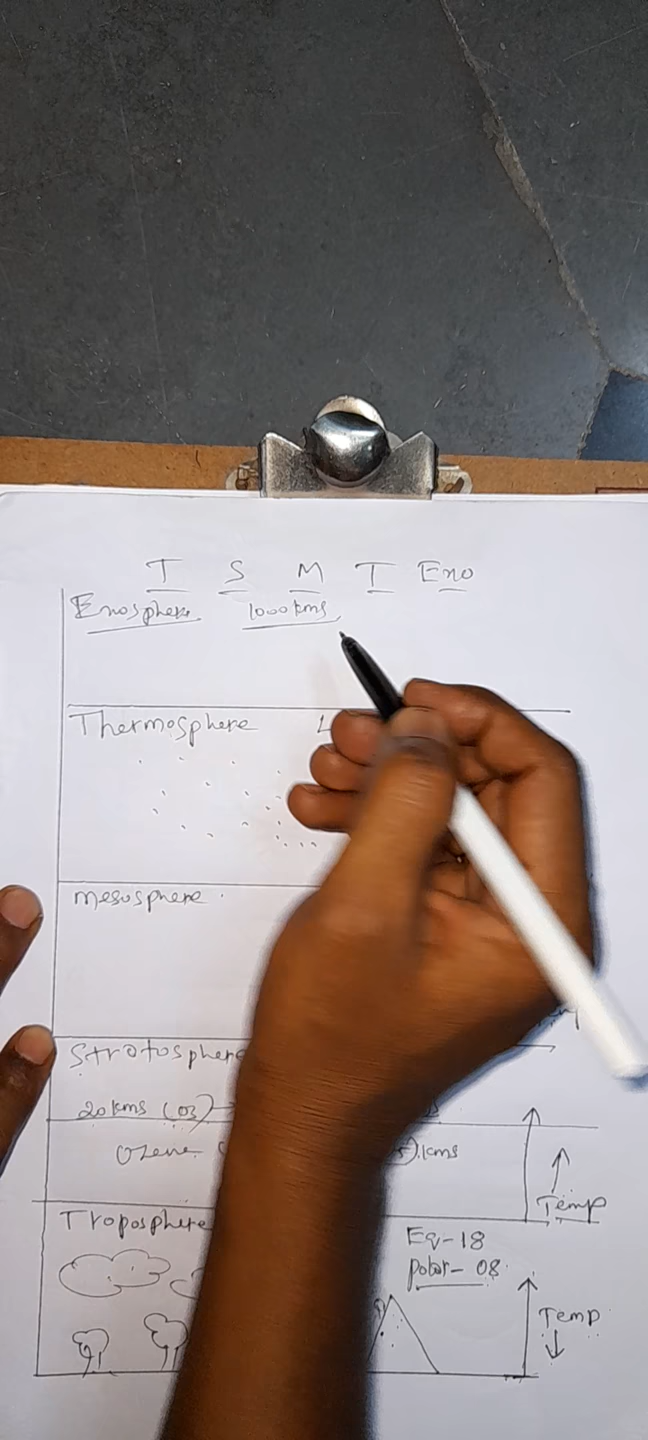 T S M T Exo
Exosphere 1000 kms
Thermosphere
mesosphere
Stratosphere
20 kms (O3) →
Ozone
kms
Temp
Troposphere
Eq-18
polar- 08
Temp